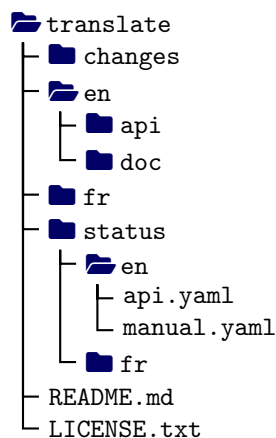 translate
changes
en
api
doc
fr
status
en
api.yaml
manual.yaml
fr
README.md
LICENSE.txt